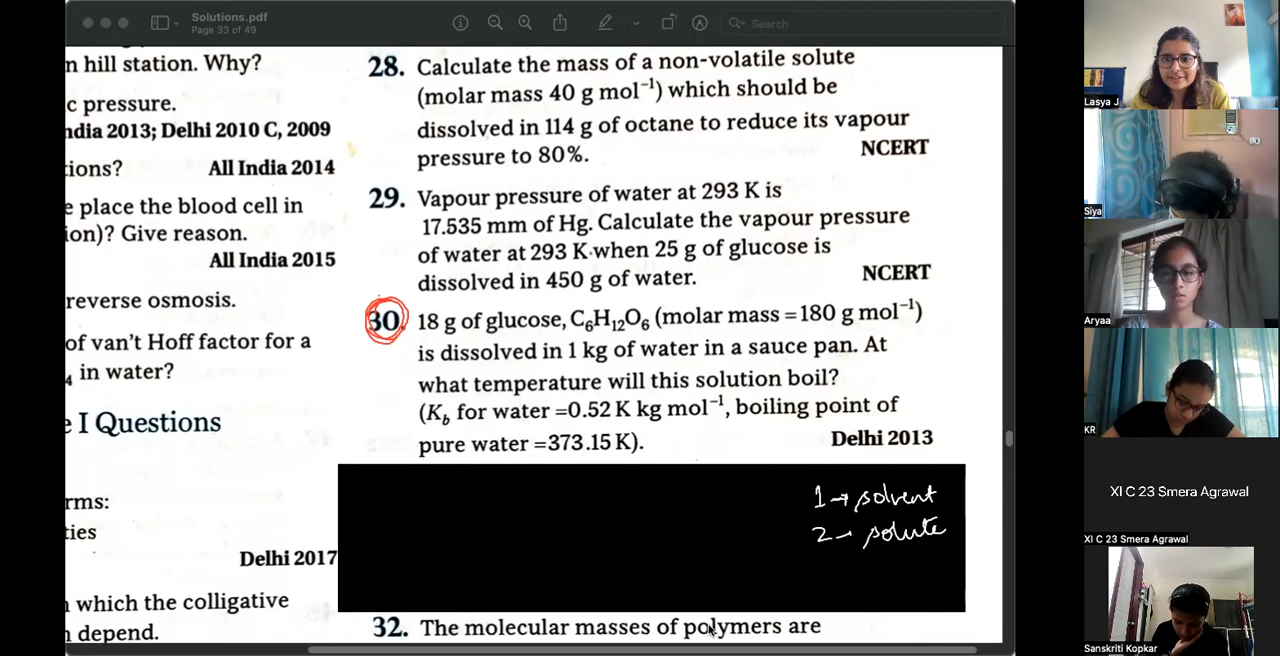 Solutions.pdf
Page 33 of 49
Search
n hill station. Why?
c pressure.
ndia 2013; Delhi 2010 C, 2009
tions?
All India 2014
e place the blood cell in
ion)? Give reason.
All India 2015
reverse osmosis.
of van't Hoff factor for a
4 in water?
e I Questions
rms:
ties
Delhi 2017
which the colligative
depend.
28. Calculate the mass of a non-volatile solute
(molar mass 40 g mol⁻¹) which should be
dissolved in 114 g of octane to reduce its vapour
pressure to 80%.
NCERT
29. Vapour pressure of water at 293 K is
17.535 mm of Hg. Calculate the vapour pressure
of water at 293 K when 25 g of glucose is
dissolved in 450 g of water.
NCERT
30. 18 g of glucose, C₆H₁₂O₆ (molar mass = 180 g mol⁻¹)
is dissolved in 1 kg of water in a sauce pan. At
what temperature will this solution boil?
(K_b for water =0.52 K kg mol⁻¹, boiling point of
pure water =373.15 K).
Delhi 2013
1→ solvent
2→ solute
32. The molecular masses of polymers are
Lasya J
Siya
Aryaa
KR
XI C 23 Smera Agrawal
XI C 23 Smera Agrawal
Sanskriti Kopkar